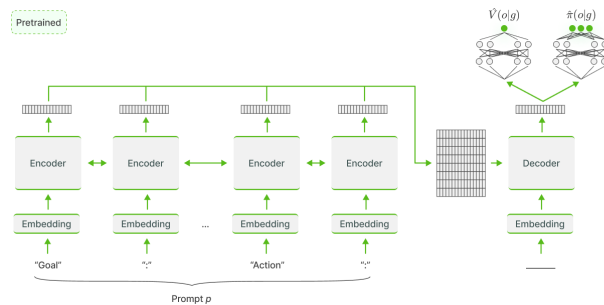 Pretrained
V̂(o|g) π̂(o|g)
Encoder Encoder Encoder Encoder Decoder
Embedding Embedding ... Embedding Embedding Embedding
"Goal" ":" "Action" ":"
Prompt p